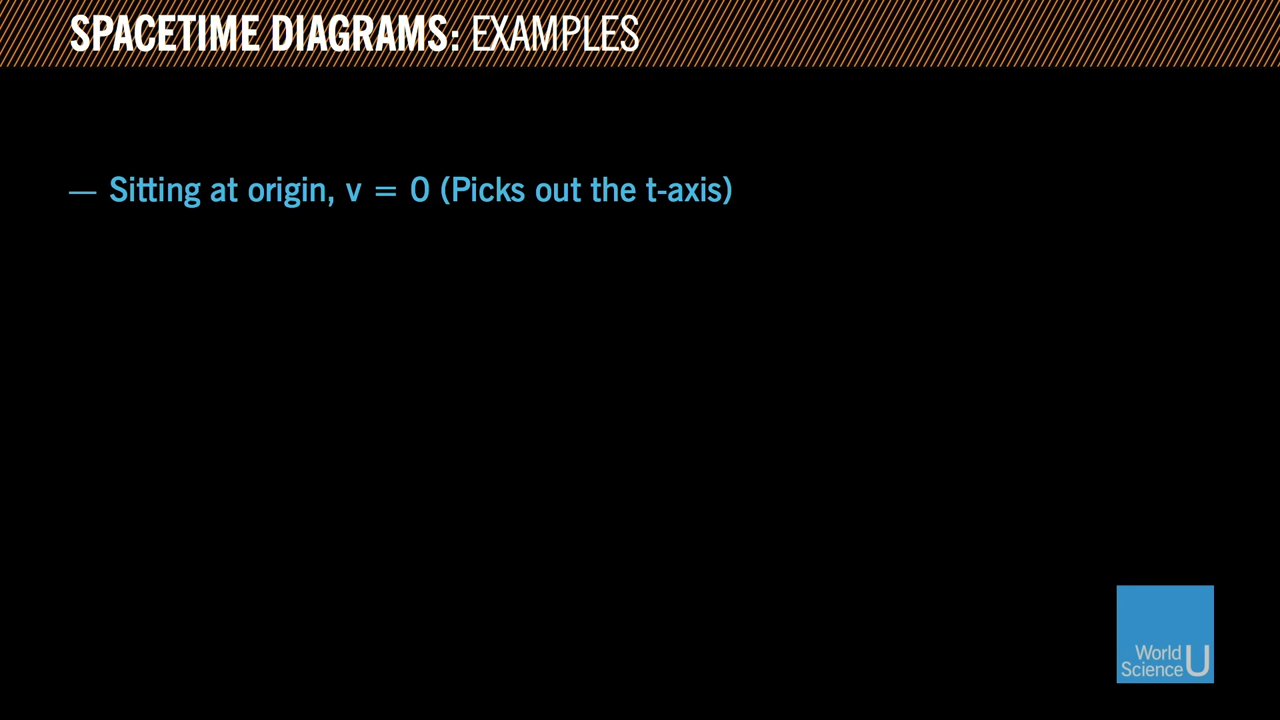 SPACETIME DIAGRAMS: EXAMPLES
— Sitting at origin, v = 0 (Picks out the t-axis)
World
Science U